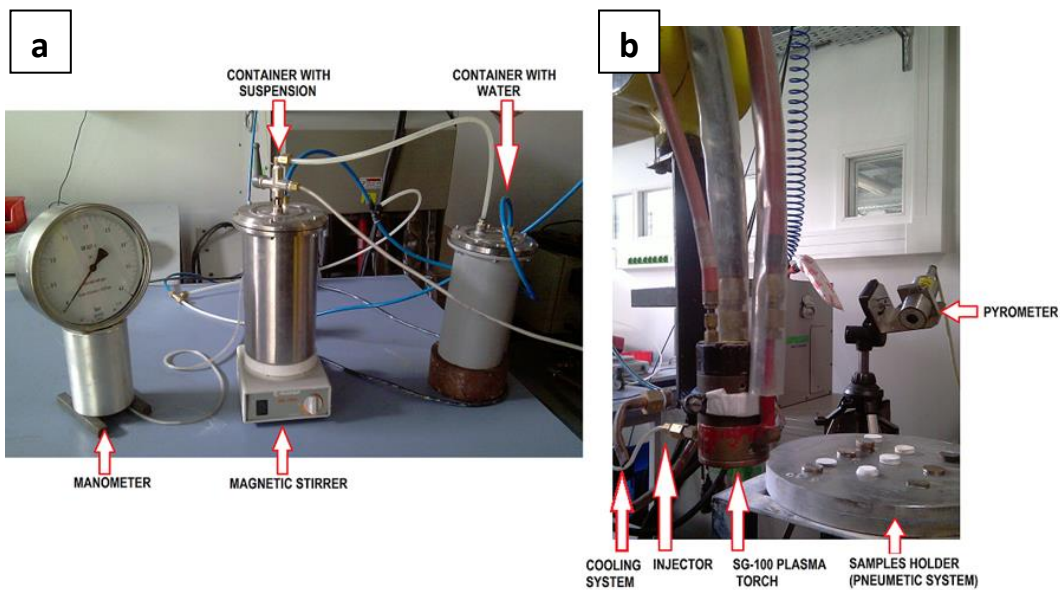 a
b
CONTAINER WITH
SUSPENSION
CONTAINER WITH
WATER
MANOMETER
MAGNETIC STIRRER
PYROMETER
COOLING
SYSTEM
INJECTOR
SG-100 PLASMA
TORCH
SAMPLES HOLDER
(PNEUMETIC SYSTEM)